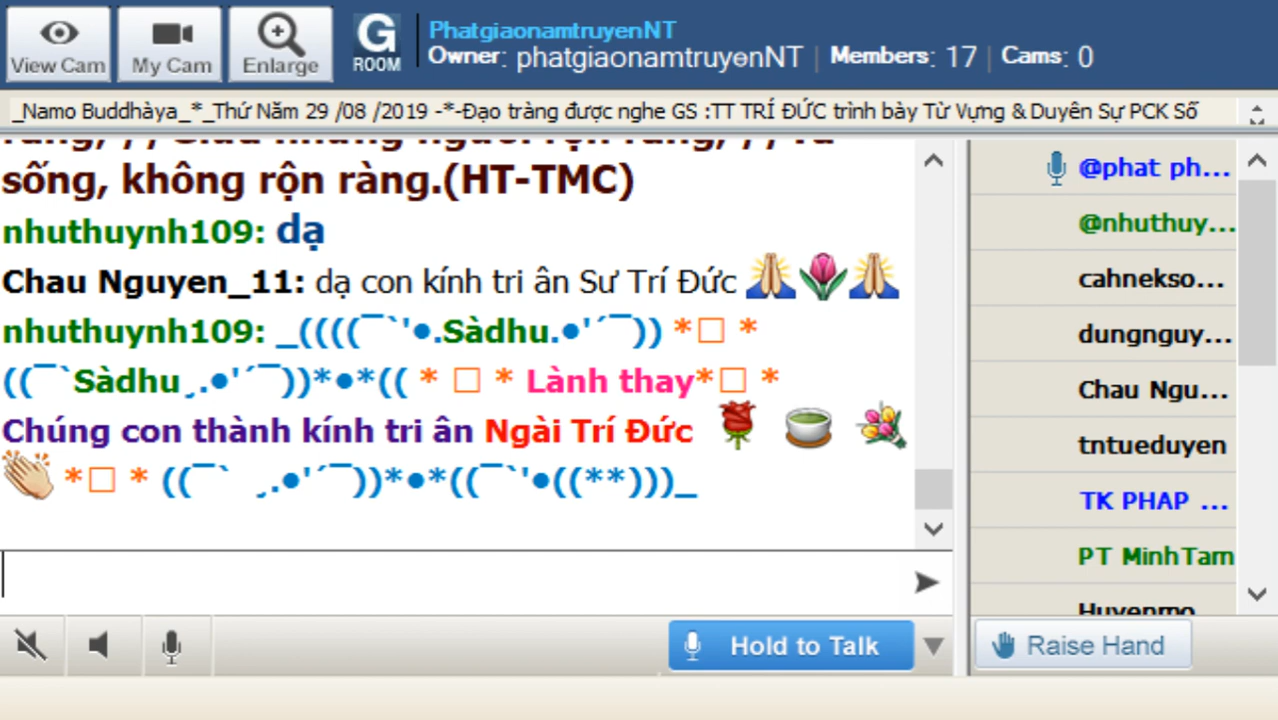 View Cam
My Cam
Enlarge
G
ROOM
PhatgiaonamtruyenNT
Owner: phatgiaonamtruyenNT | Members: 17 | Cams: 0
_Namo Buddhàya_*_Thứ Năm 29 /08 /2019 -*-Đạo tràng được nghe GS :TT TRÍ ĐỨC trình bày Từ Vựng & Duyên Sự PCK Số
sống, không rộn ràng.(HT-TMC)
nhuthuynh109: dạ
Chau Nguyen_11: dạ con kính tri ân Sư Trí Đức 🙏🌷🙏
nhuthuynh109: _((((¯`'●.Sàdhu.●'´¯)) *□ *
((¯`Sàdhu¸.●'´¯))*●*(( * □ * Lành thay*□ *
Chúng con thành kính tri ân Ngài Trí Đức 🌹 🍵 💐
👏 *□ * ((¯` ¸.●'´¯))*●*((¯`'●((**)))_
@phat ph...
@nhuthuy...
cahnekso...
dungnguy...
Chau Ngu...
tntueduyen
TK PHAP ...
PT MinhTam
Hold to Talk
Raise Hand